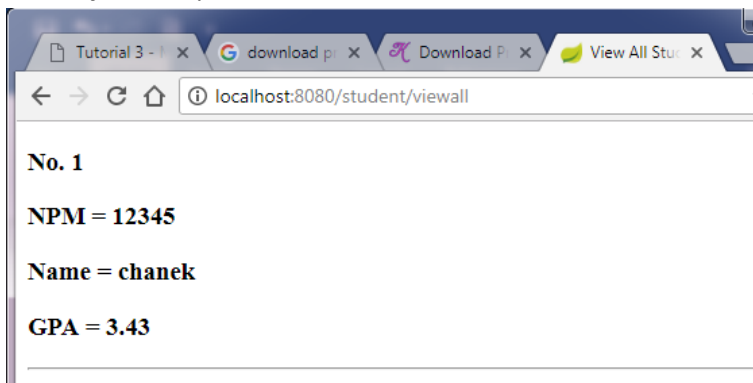 Tutorial 3 -
download p
Download P
View All Stu
localhost:8080/student/viewall
No. 1
NPM = 12345
Name = chanek
GPA = 3.43